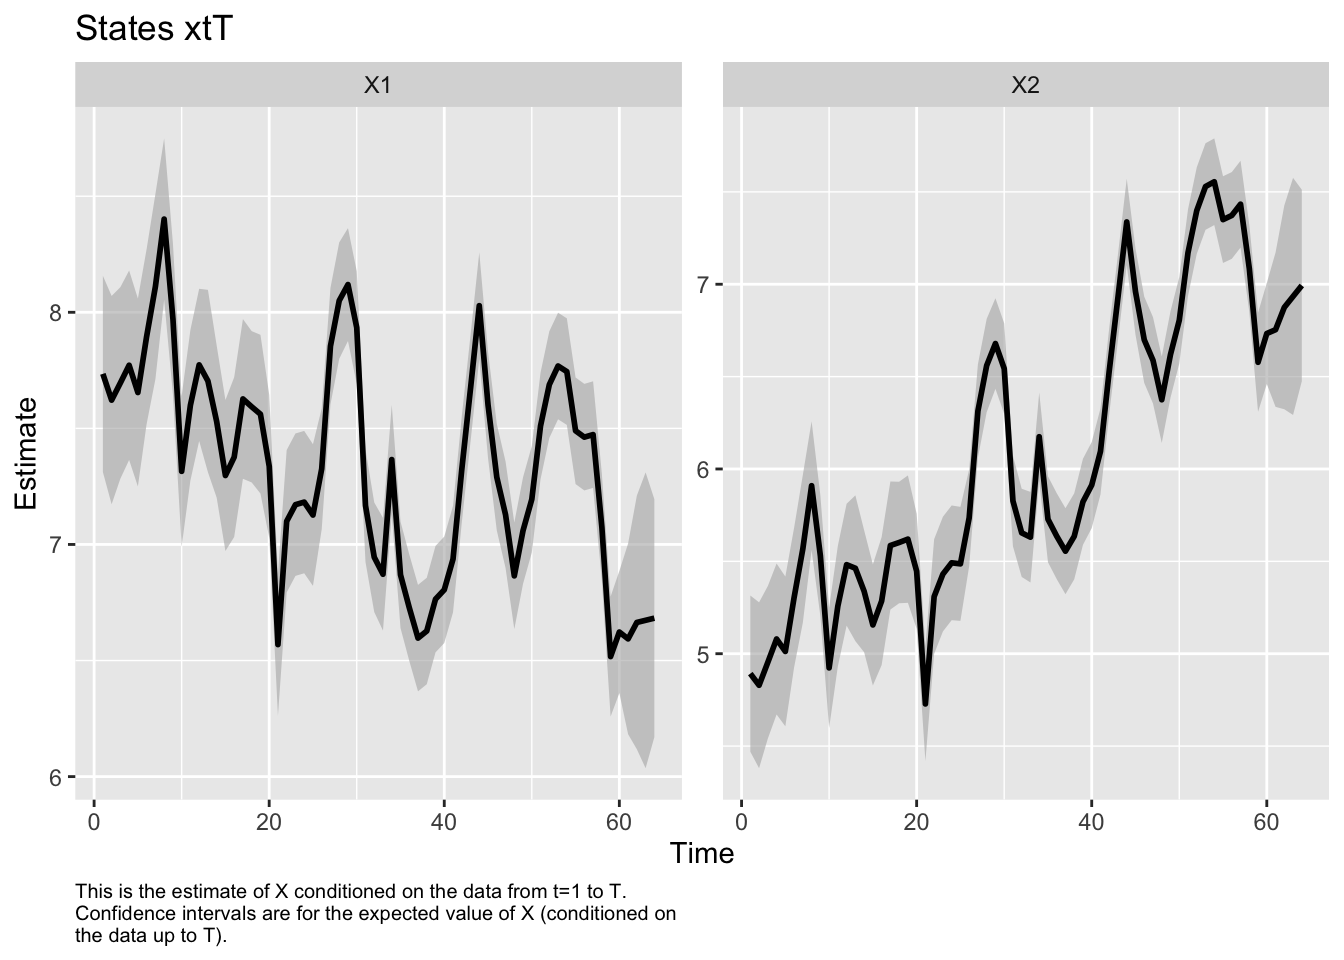 States xtT
X1
X2
Estimate
8
7
6
7
6
5
0
20
40
60
0
20
40
60
Time
This is the estimate of X conditioned on the data from t=1 to T.
Confidence intervals are for the expected value of X (conditioned on
the data up to T).